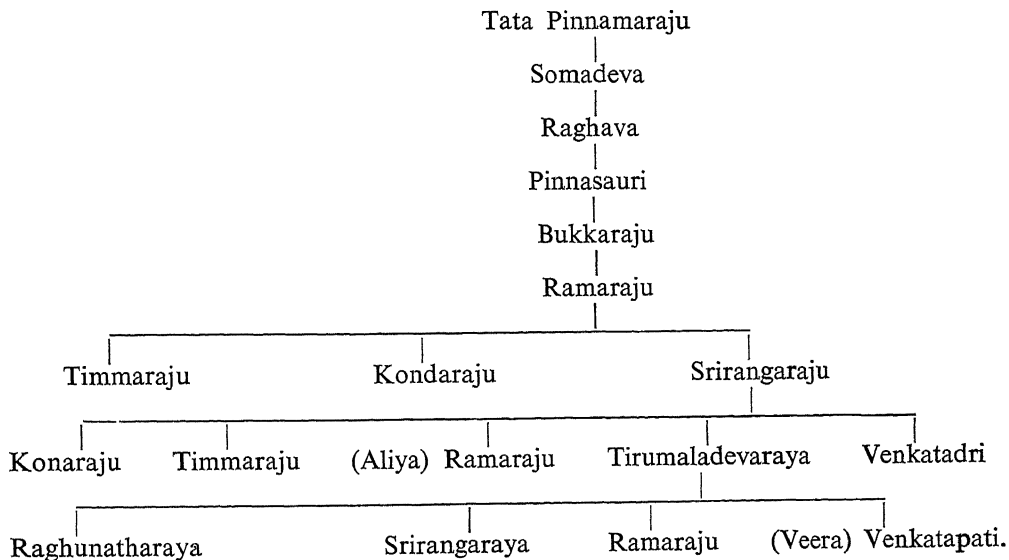 Tata Pinnamaraju
Somadeva
Raghava
Pinnasauri
Bukkaraju
Ramaraju
Timmaraju Kondaraju Srirangaraju
Konaraju Timmaraju (Aliya) Ramaraju Tirumaladevaraya Venkatadri
Raghunatharaya Srirangaraya Ramaraju (Veera) Venkatapati.